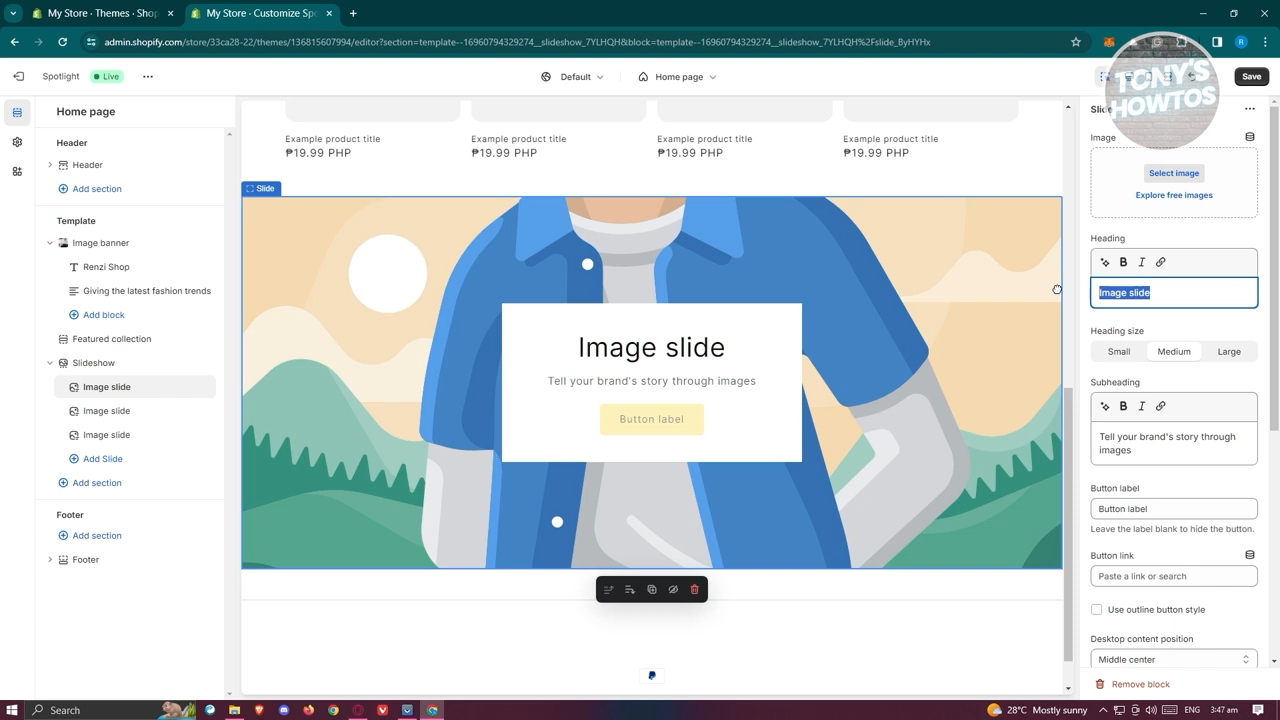 My Store · Themes · Shop
My Store · Customize Spo
admin.shopify.com/store/33ca28-22/themes/136815607994/editor?section=template--16960794329274__slideshow_7YLHQH&block=template--16960794329274__slideshow_7YLHQH%2Fslide_ByHYHx
R
Spotlight
Live
Default
Home page
Save
TONY'S
HOWTOS
Home page
Header
Header
Add section
Template
Image banner
Renzi Shop
Giving the latest fashion trends
Add block
Featured collection
Slideshow
Image slide
Image slide
Image slide
Add Slide
Add section
Footer
Add section
Footer
Example product title
Example product title
Example product title
Example product title
₱19.99 PHP
₱19.99 PHP
₱19.99 PHP
₱19.99 PHP
Slide
Image slide
Tell your brand's story through images
Button label
Image
Select image
Explore free images
Heading
B I
Image slide
Heading size
Small
Medium
Large
Subheading
B I
Tell your brand's story through
images
Button label
Button label
Leave the label blank to hide the button.
Button link
Paste a link or search
Use outline button style
Desktop content position
Middle center
Remove block
Search
28°C Mostly sunny
ENG
3:47 am